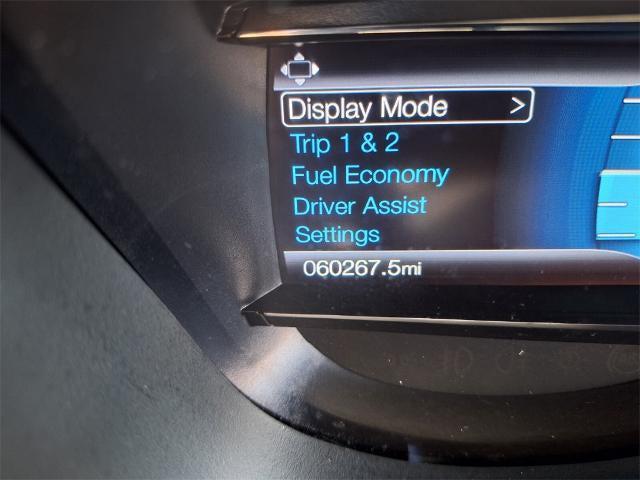 Display Mode >
Trip 1 & 2
Fuel Economy
Driver Assist
Settings
060267.5mi